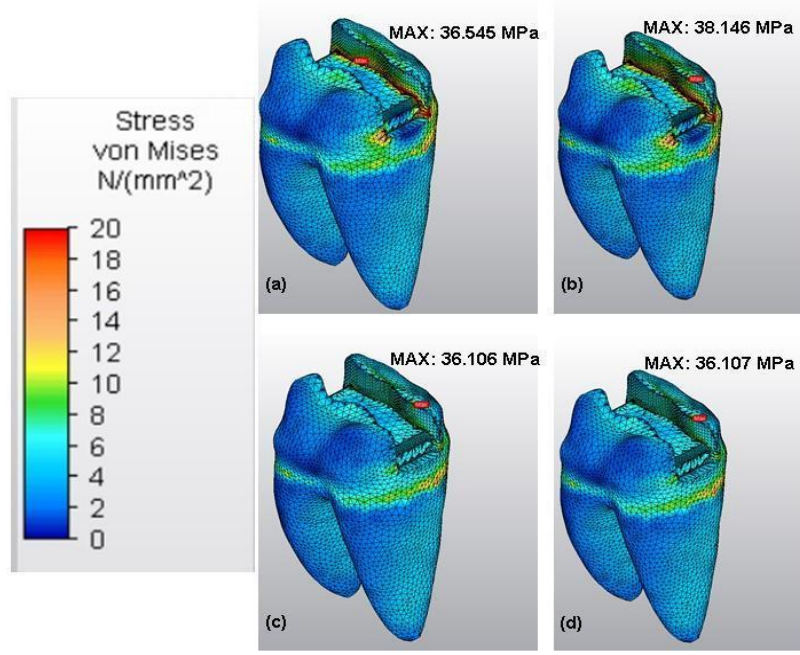 MAX: 36.545 MPa
MAX: 38.146 MPa
Stress
von Mises
N/(mm^2)
20
18
16
14
12
10
8
6
4
2
0
(a)
(b)
MAX: 36.106 MPa
MAX: 36.107 MPa
(c)
(d)